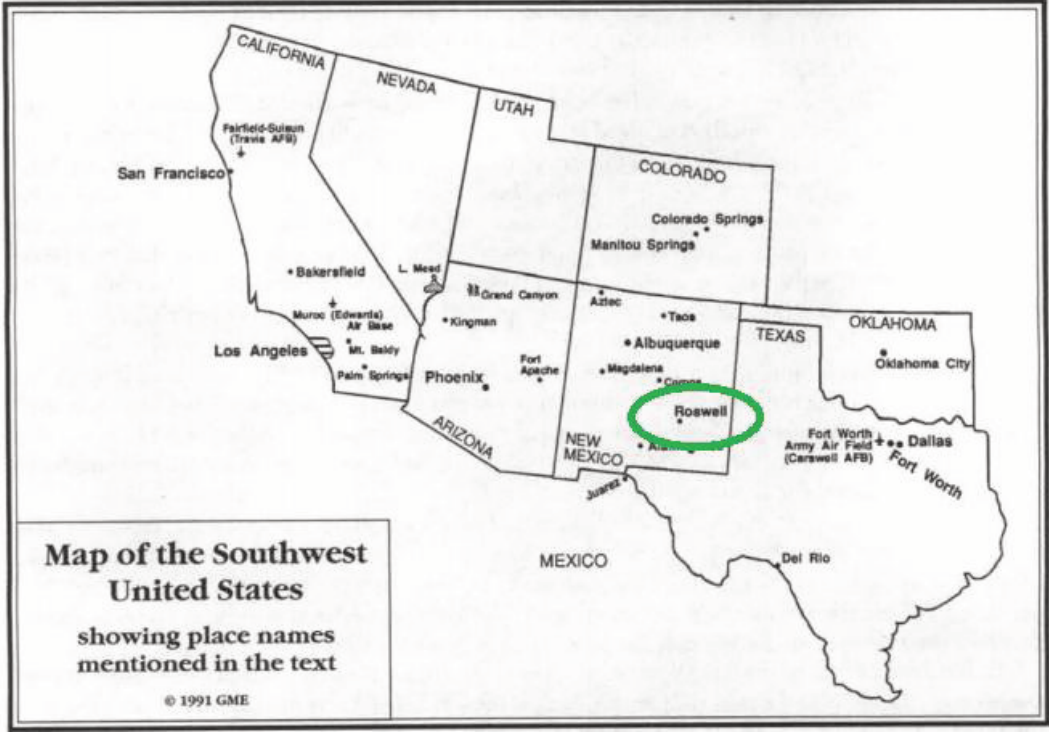 CALIFORNIA
NEVADA
UTAH
Fairfield-Suisun
(Travis AFB)
San Francisco
COLORADO
Colorado Springs
Manitou Springs
Bakersfield
L. Mead
Grand Canyon
Aztec
Muroc (Edwards)
Air Base
Kingman
Taos
TEXAS
OKLAHOMA
Los Angeles
Mt. Baldy
Albuquerque
Oklahoma City
Palm Springs
Phoenix
Fort
Apache
Magdalena
Roswell
ARIZONA
NEW
MEXICO
Fort Worth
Army Air Field
(Carswell AFB)
Dallas
Fort Worth
Juarez
MEXICO
Del Rio
Map of the Southwest
United States
showing place names
mentioned in the text
© 1991 GME